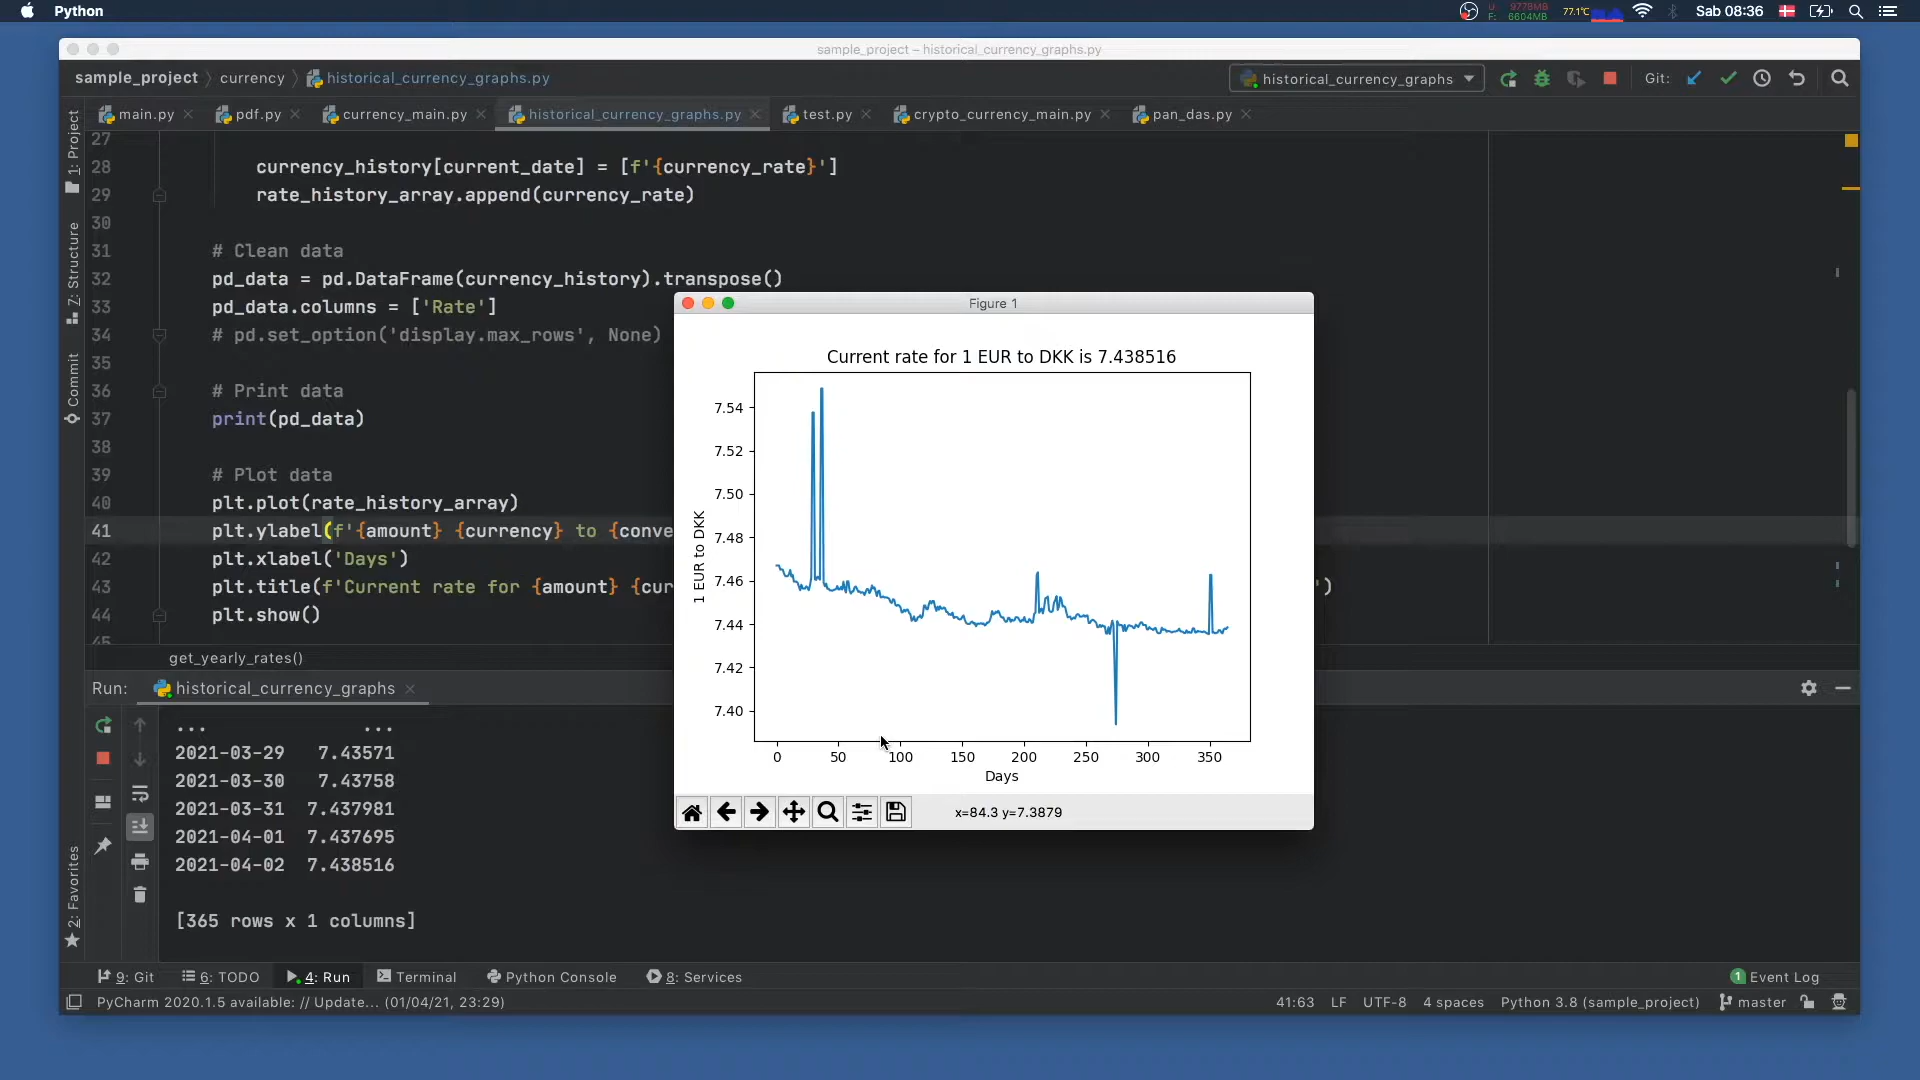 Python
U: 9778MB
F: 6604MB
77.1°C
Sab 08:36
sample_project – historical_currency_graphs.py
sample_project currency historical_currency_graphs.py
historical_currency_graphs
Git:
main.py
pdf.py
currency_main.py
historical_currency_graphs.py
test.py
crypto_currency_main.py
pan_das.py
1: Project
7: Structure
Commit
2: Favorites
27
28 currency_history[current_date] = [f'{currency_rate}']
29 rate_history_array.append(currency_rate)
30
31 # Clean data
32 pd_data = pd.DataFrame(currency_history).transpose()
33 pd_data.columns = ['Rate']
34 # pd.set_option('display.max_rows', None)
35
36 # Print data
37 print(pd_data)
38
39 # Plot data
40 plt.plot(rate_history_array)
41 plt.ylabel(f'{amount} {currency} to {conve
42 plt.xlabel('Days')
43 plt.title(f'Current rate for {amount} {cur ')
44 plt.show()
45
get_yearly_rates()
Figure 1
Current rate for 1 EUR to DKK is 7.438516
1 EUR to DKK
7.54
7.52
7.50
7.48
7.46
7.44
7.42
7.40
0 50 100 150 200 250 300 350
Days
x=84.3 y=7.3879
Run: historical_currency_graphs
... ...
2021-03-29 7.43571
2021-03-30 7.43758
2021-03-31 7.437981
2021-04-01 7.437695
2021-04-02 7.438516
[365 rows x 1 columns]
9: Git
6: TODO
4: Run
Terminal
Python Console
8: Services
1 Event Log
PyCharm 2020.1.5 available: // Update... (01/04/21, 23:29)
41:63 LF UTF-8 4 spaces Python 3.8 (sample_project) master